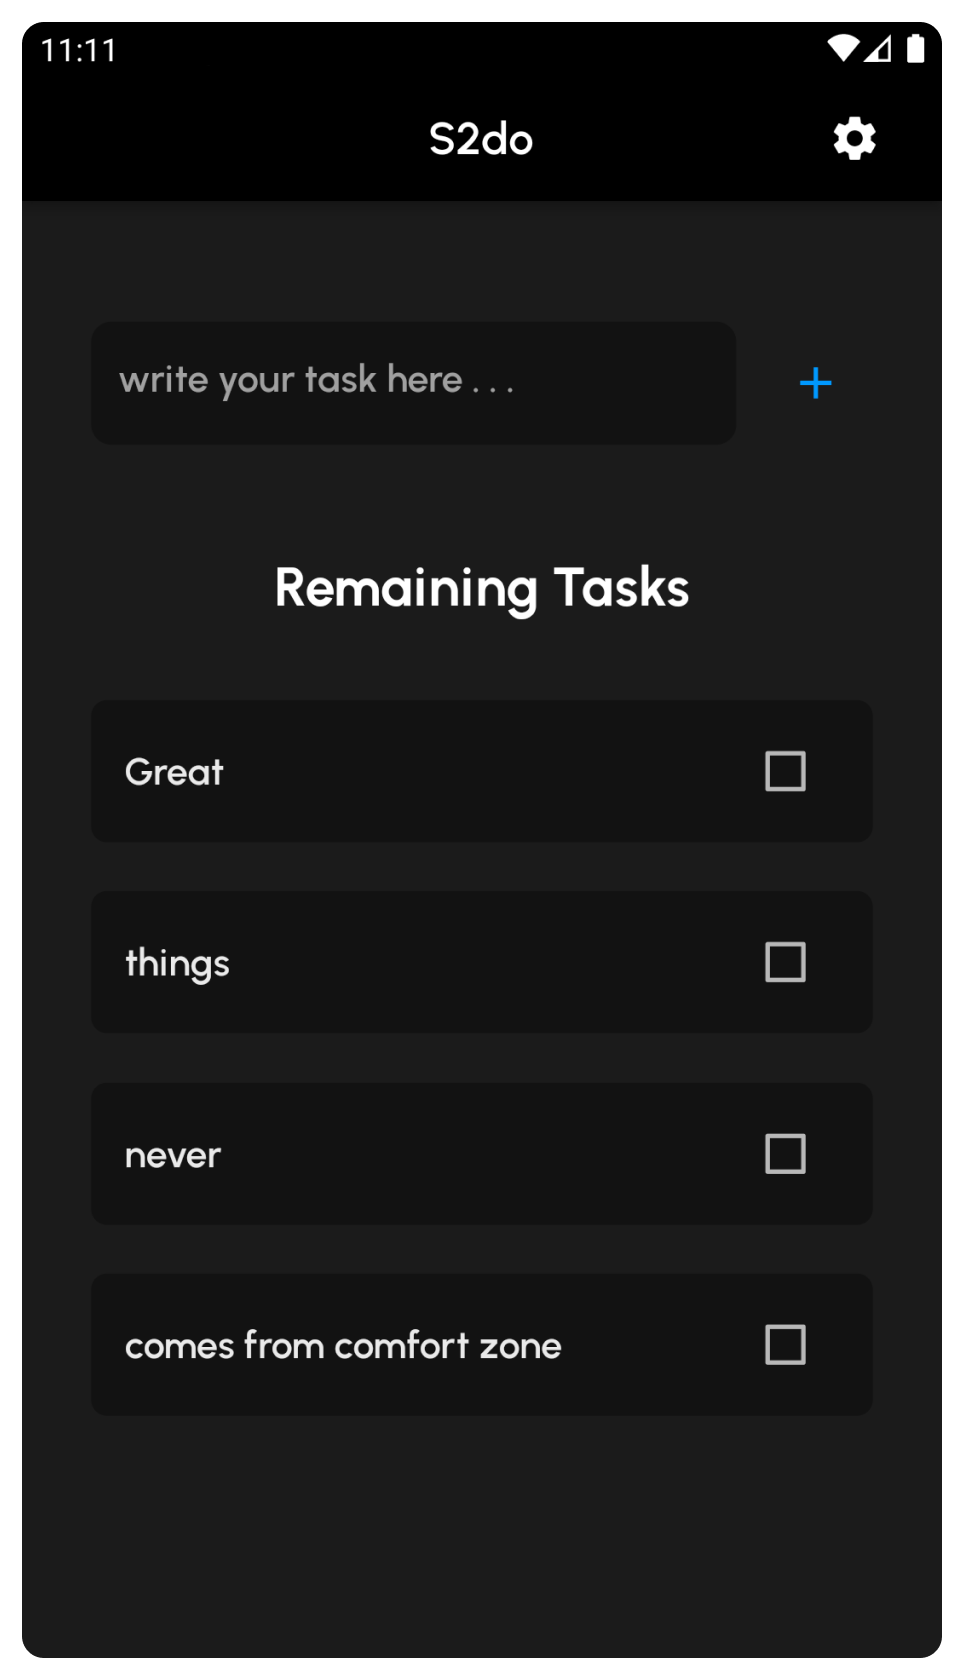 11:11
S2do
write your task here . . .
Remaining Tasks
Great
things
never
comes from comfort zone